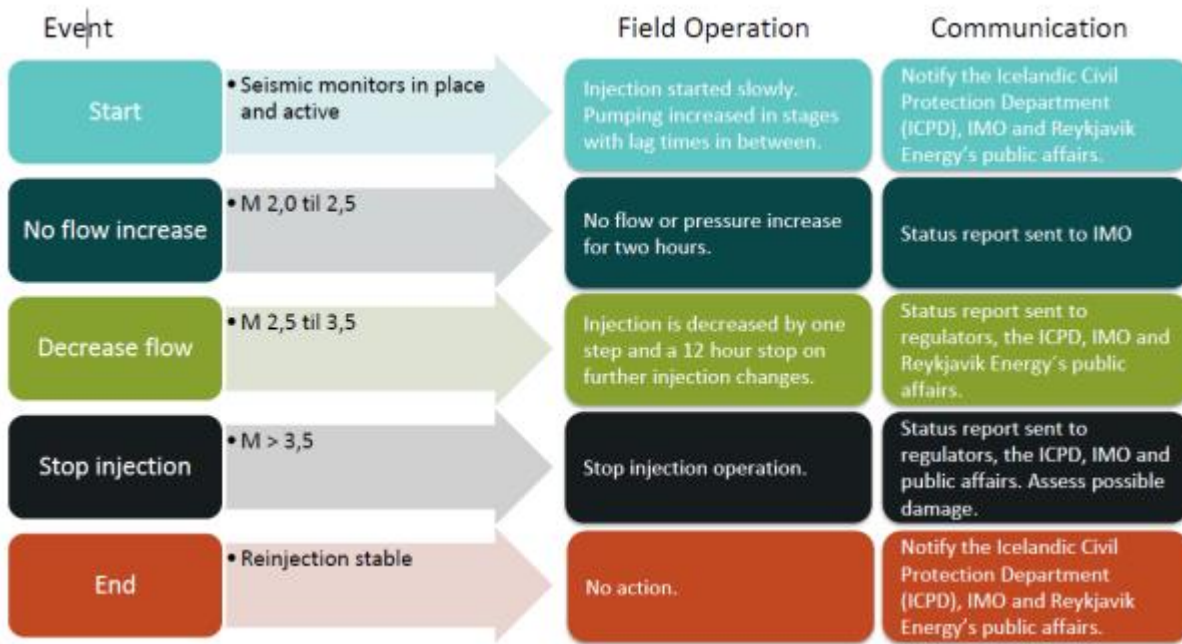 Event
Field Operation
Communication
Start
• Seismic monitors in place
and active
Injection started slowly.
Pumping increased in stages
with lag times in between.
Notify the Icelandic Civil
Protection Department
(ICPD), IMO and Reykjavik
Energy's public affairs.
No flow increase
• M 2,0 til 2,5
No flow or pressure increase
for two hours.
Status report sent to IMO
Decrease flow
• M 2,5 til 3,5
Injection is decreased by one
step and a 12 hour stop on
further injection changes.
Status report sent to
regulators, the ICPD, IMO and
Reykjavik Energy´s public
affairs.
Stop injection
• M > 3,5
Stop injection operation.
Status report sent to
regulators, the ICPD, IMO and
public affairs. Assess possible
damage.
End
• Reinjection stable
No action.
Notify the Icelandic Civil
Protection Department
(ICPD), IMO and Reykjavik
Energy´s public affairs.